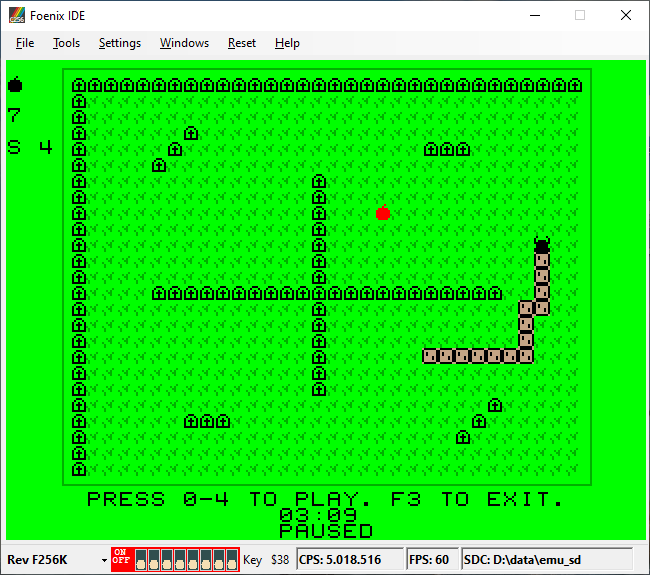 Foenix IDE
File Tools Settings Windows Reset Help
7
S 4
PRESS 0-4 TO PLAY. F3 TO EXIT.
03:09
PAUSED
Rev F256K ON OFF Key $38 CPS: 5.018.516 FPS: 60 SDC: D:\data\emu_sd